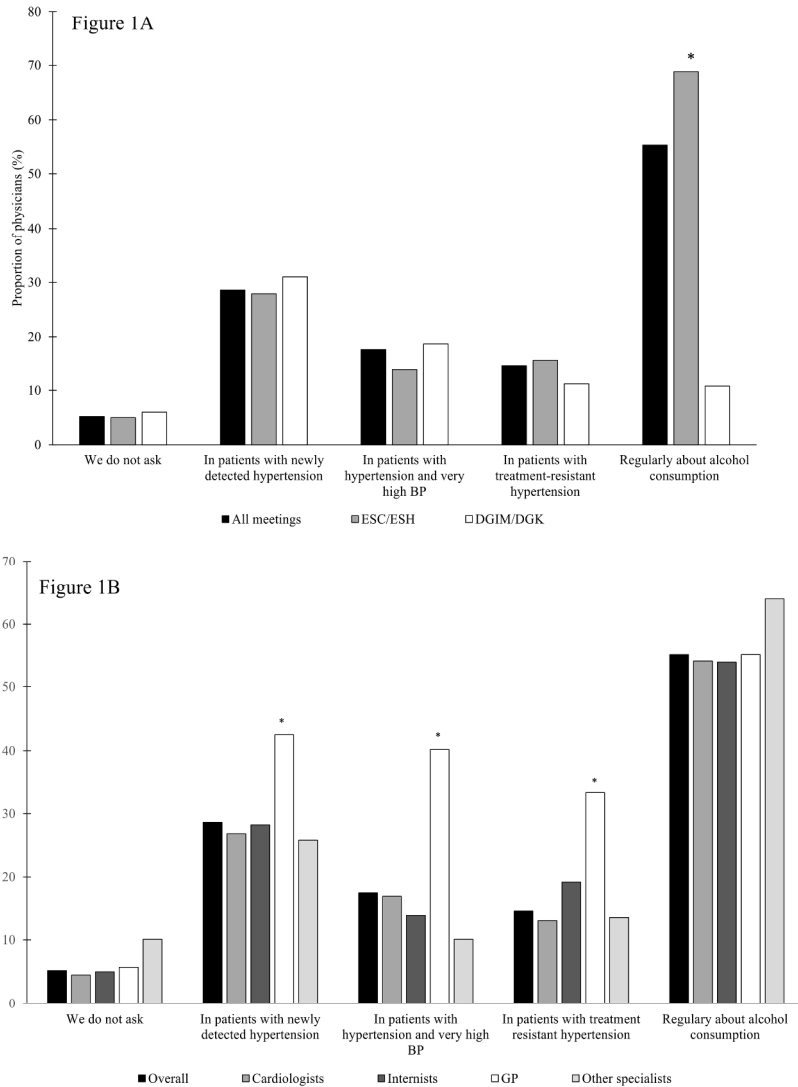 Figure 1A
Proportion of physicians (%)
80
70
60
50
40
30
20
10
0
*
We do not ask
In patients with newly
detected hypertension
In patients with
hypertension and very
high BP
In patients with
treatment-resistant
hypertension
Regularly about alcohol
consumption
All meetings
ESC/ESH
DGIM/DGK
Figure 1B
70
60
50
40
30
20
10
0
*
*
*
We do not ask
In patients with newly
detected hypertension
In patients with
hypertension and very high
BP
In patients with treatment
resistant hypertension
Regulary about alcohol
consumption
Overall
Cardiologists
Internists
GP
Other specialists